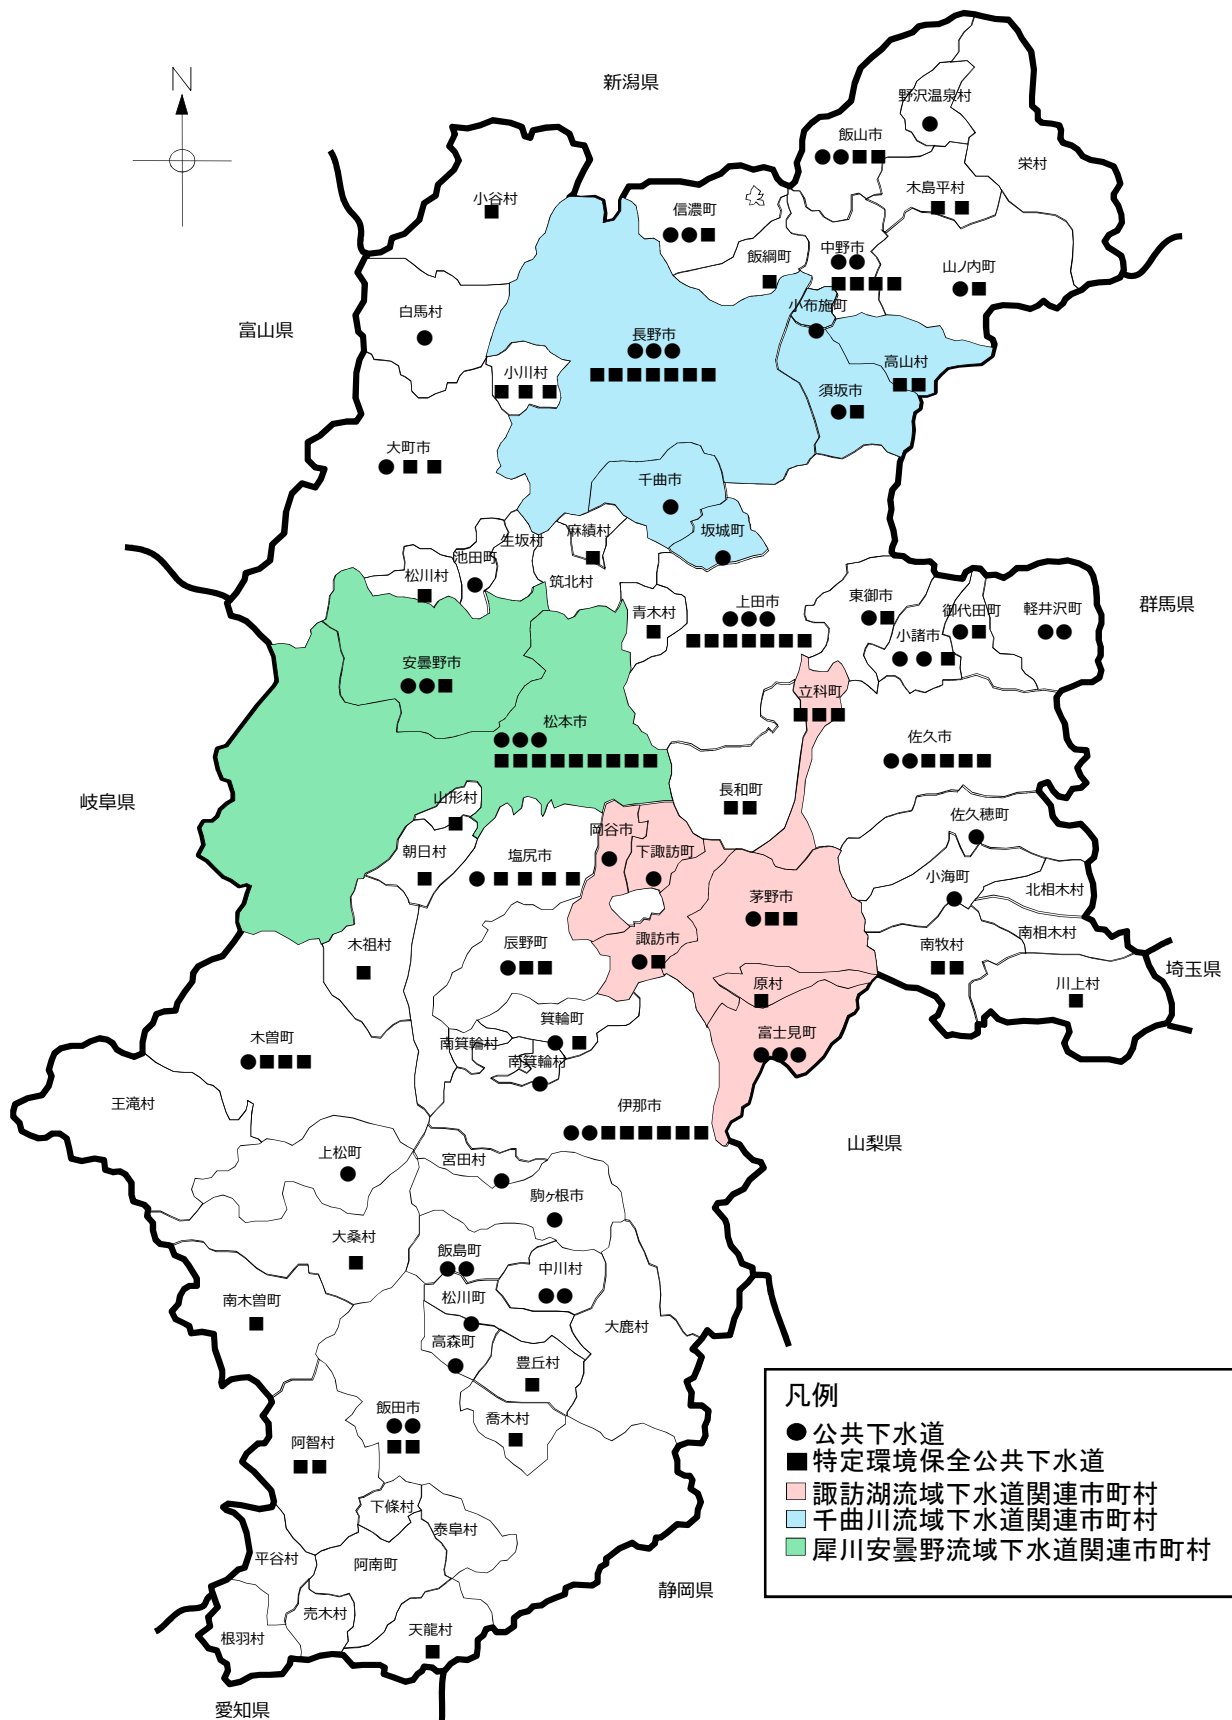 N
新潟県
野沢温泉村
飯山市
栄村
木島平村
小谷村
信濃町
飯綱町
中野市
山ノ内町
小布施町
白馬村
富山県
長野市
高山村
小川村
須坂市
大町市
千曲市
坂城町
麻績村
生坂村
池田町
松川村
筑北村
青木村
上田市
東御市
御代田町
軽井沢町
群馬県
小諸市
安曇野市
立科町
松本市
佐久市
岐阜県
山形村
長和町
佐久穂町
岡谷市
下諏訪町
朝日村
塩尻市
小海町
北相木村
茅野市
木祖村
辰野町
諏訪市
南牧村
南相木村
埼玉県
川上村
原村
箕輪町
木曽町
南箕輪村
南箕輪村
富士見町
王滝村
伊那市
山梨県
上松町
宮田村
駒ヶ根市
大桑村
飯島町
中川村
南木曽町
松川町
大鹿村
高森町
豊丘村
飯田市
喬木村
阿智村
下條村
泰阜村
平谷村
阿南町
静岡県
売木村
天龍村
根羽村
愛知県
凡例
公共下水道
特定環境保全公共下水道
諏訪湖流域下水道関連市町村
千曲川流域下水道関連市町村
犀川安曇野流域下水道関連市町村